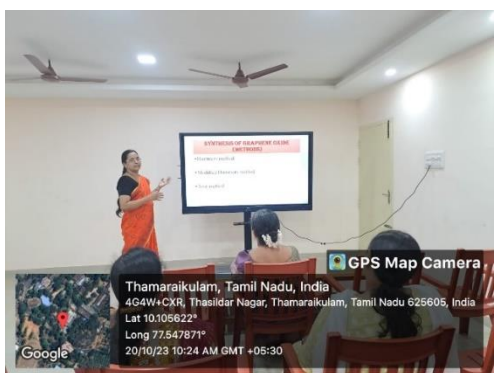 SYNTHESIS OF GRAPHENE OXIDE
(METHODS)
GPS Map Camera
Thamaraikulam, Tamil Nadu, India
4G4W+CXR, Thasildar Nagar, Thamaraikulam, Tamil Nadu 625605, India
Lat 10.105622°
Long 77.547871°
20/10/23 10:24 AM GMT +05:30
Google